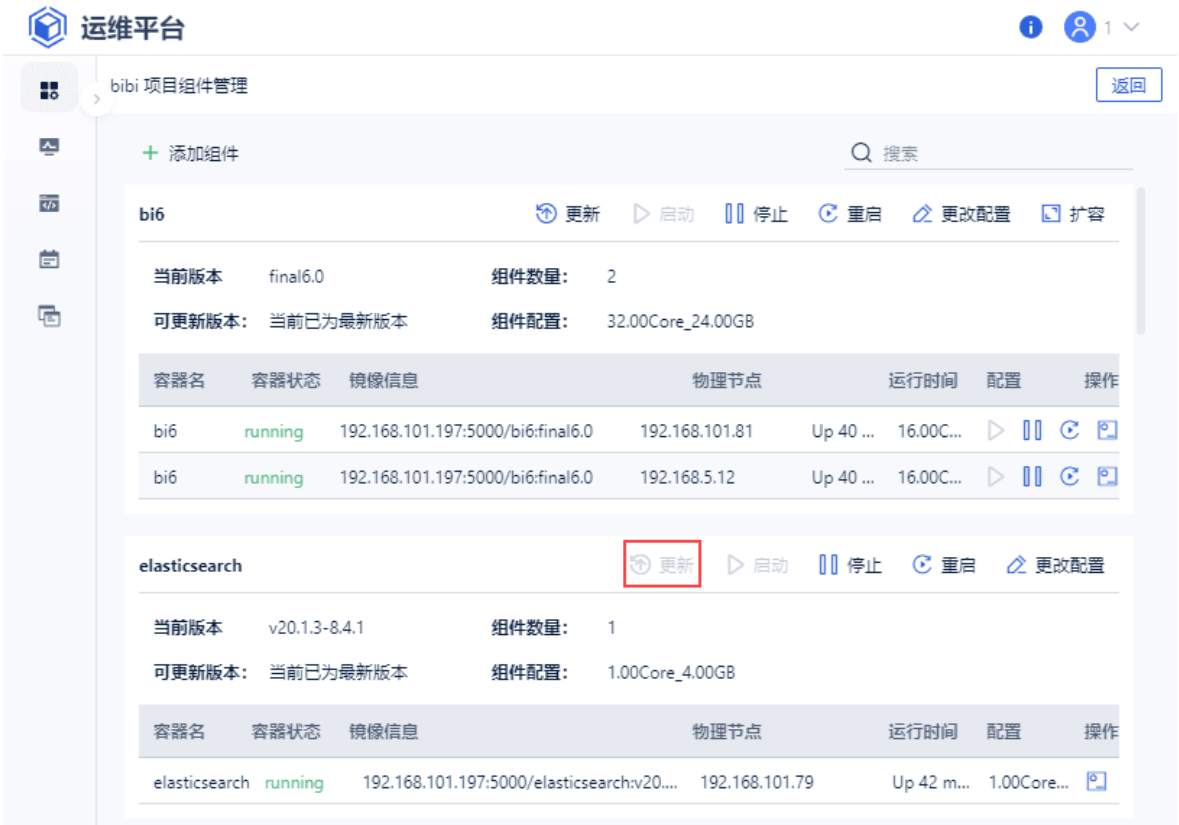 运维平台 1
bibi 项目组件管理 返回
添加组件 搜索
bi6 更新 启动 停止 重启 更改配置 扩容
当前版本 final6.0 组件数量： 2
可更新版本： 当前已为最新版本 组件配置： 32.00Core_24.00GB
容器名 容器状态 镜像信息 物理节点 运行时间 配置 操作
bi6 running 192.168.101.197:5000/bi6:final6.0 192.168.101.81 Up 40 ... 16.00C...
bi6 running 192.168.101.197:5000/bi6:final6.0 192.168.5.12 Up 40 ... 16.00C...
elasticsearch 更新 启动 停止 重启 更改配置
当前版本 v20.1.3-8.4.1 组件数量： 1
可更新版本： 当前已为最新版本 组件配置： 1.00Core_4.00GB
容器名 容器状态 镜像信息 物理节点 运行时间 配置 操作
elasticsearch running 192.168.101.197:5000/elasticsearch:v20.... 192.168.101.79 Up 42 m... 1.00Core...